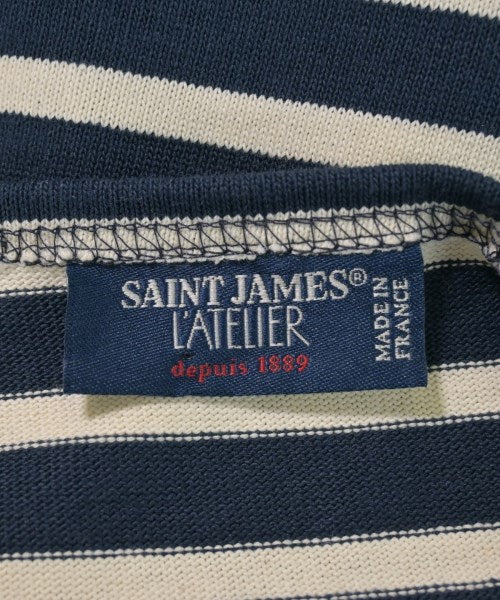 SAINT JAMES®
L'ATELIER
depuis 1889
MADE IN
FRANCE